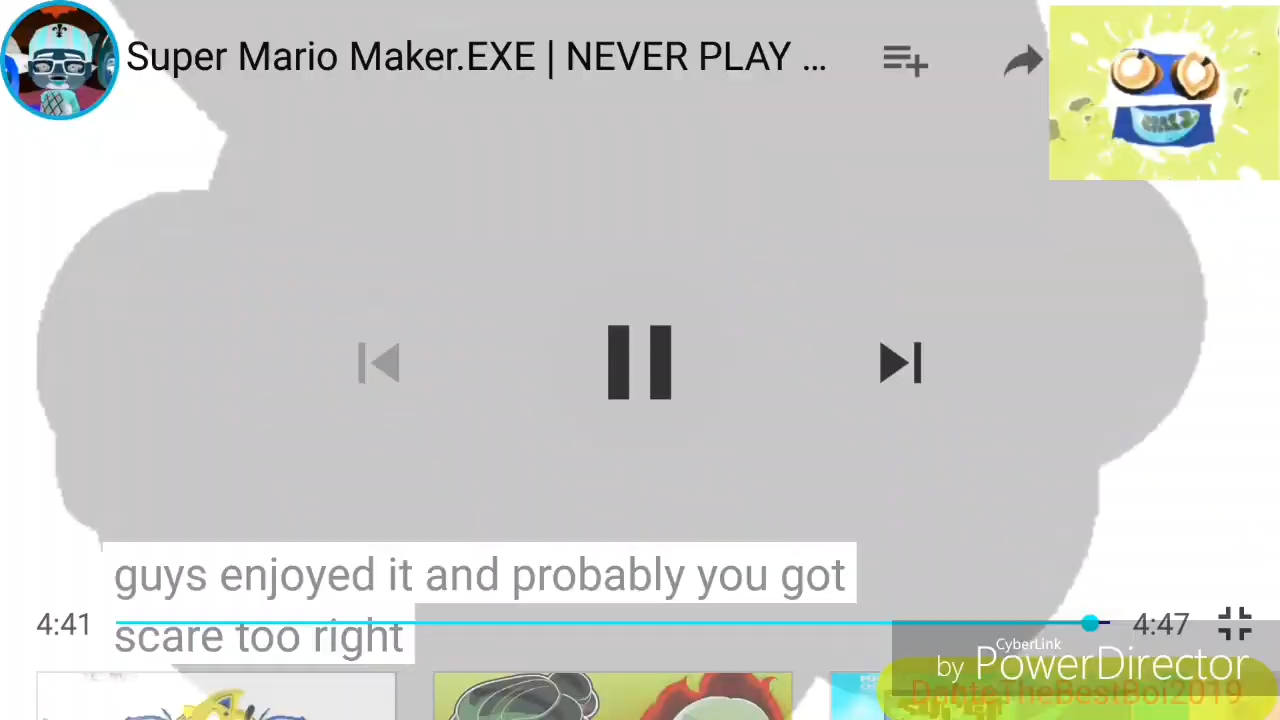 Super Mario Maker.EXE | NEVER PLAY ...
guys enjoyed it and probably you got
4:41
4:47
scare too right
CyberLink
by PowerDirector
DanteTheBestBoi2019